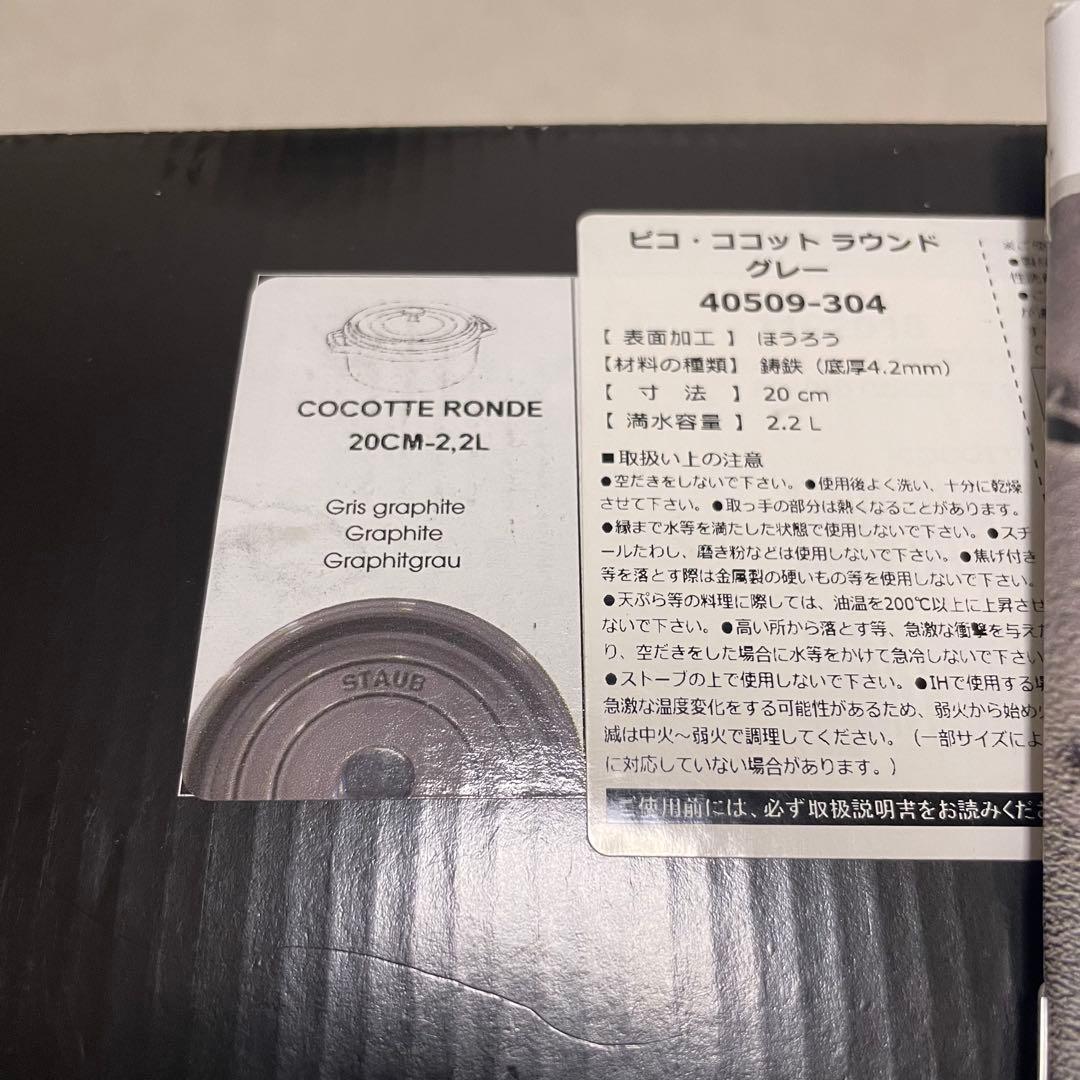 COCOTTE RONDE
20CM-2,2L
Gris graphite
Graphite
Graphitgrau
STAUB
ピコ・ココット ラウンド
グレー
40509-304
【 表面加工 】 ほうろう
【材料の種類】 鋳鉄（底厚4.2mm）
【 寸 法 】 20 cm
【 満水容量 】 2.2 L
■取扱い上の注意
●空だきをしないで下さい。●使用後よく洗い、十分に乾燥
させて下さい。●取っ手の部分は熱くなることがあります。
●縁まで水等を満たした状態で使用しないで下さい。●スチ
ールたわし、磨き粉などは使用しないで下さい。●焦げ付き
等を落とす際は金属製の硬いもの等を使用しないで下さい。
●天ぷら等の料理に際しては、油温を200℃以上に上昇させ
ないで下さい。●高い所から落とす等、急激な衝撃を与えた
り、空だきをした場合に水等をかけて急冷しないで下さい
●ストーブの上で使用しないで下さい。●IHで使用する場
急激な温度変化をする可能性があるため、弱火から始め火
減は中火～弱火で調理してください。（一部サイズによ
に対応していない場合があります。）
ご使用前には、必ず取扱説明書をお読みくださ